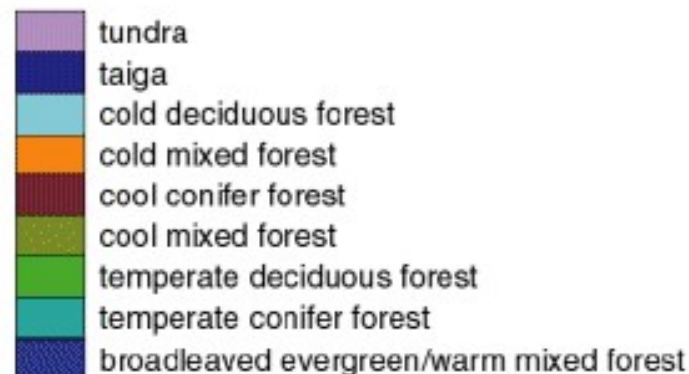 tundra
taiga
cold deciduous forest
cold mixed forest
cool conifer forest
cool mixed forest
temperate deciduous forest
temperate conifer forest
broadleaved evergreen/warm mixed forest